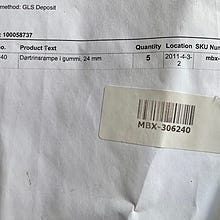 method: GLS Deposit
: 100058737
o. Product Text Quantity Location SKU Num
40 Dørtrinsrampe i gummi, 24 mm 5 2011-4-3- mbx-
2
MBX-306240